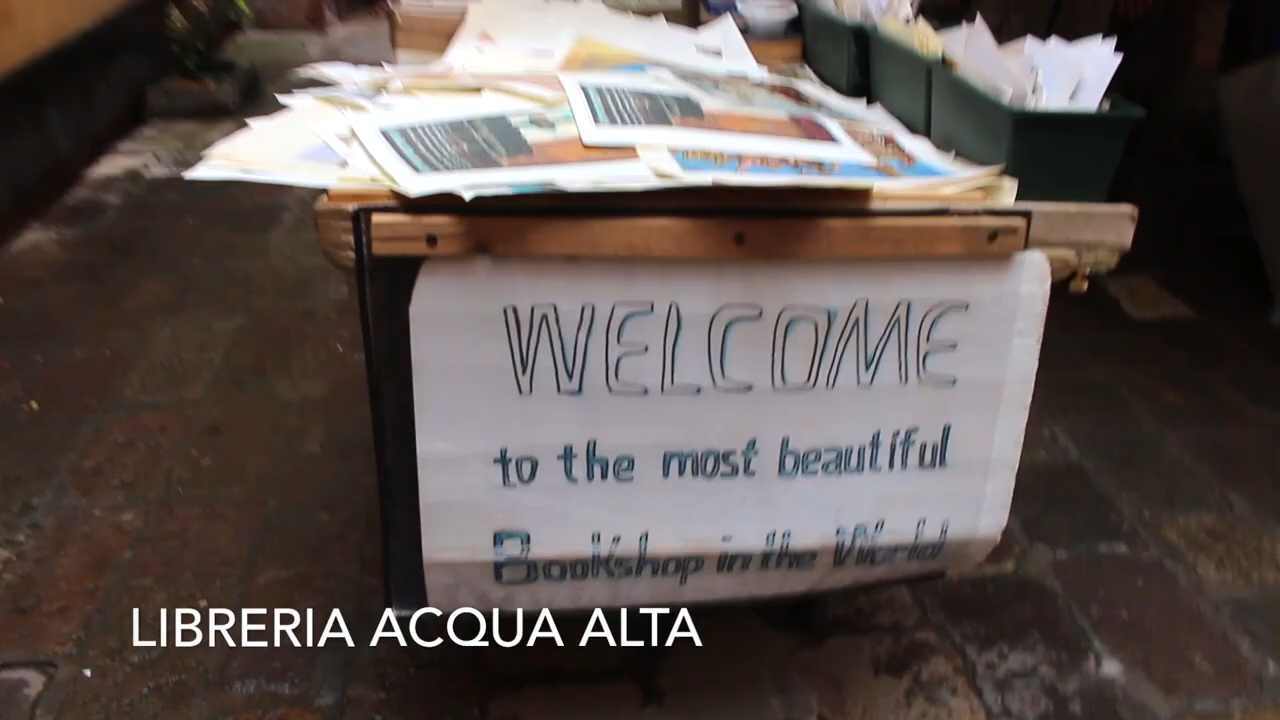 WELCOME
to the most beautiful
Bookshop in the World
LIBRERIA ACQUA ALTA